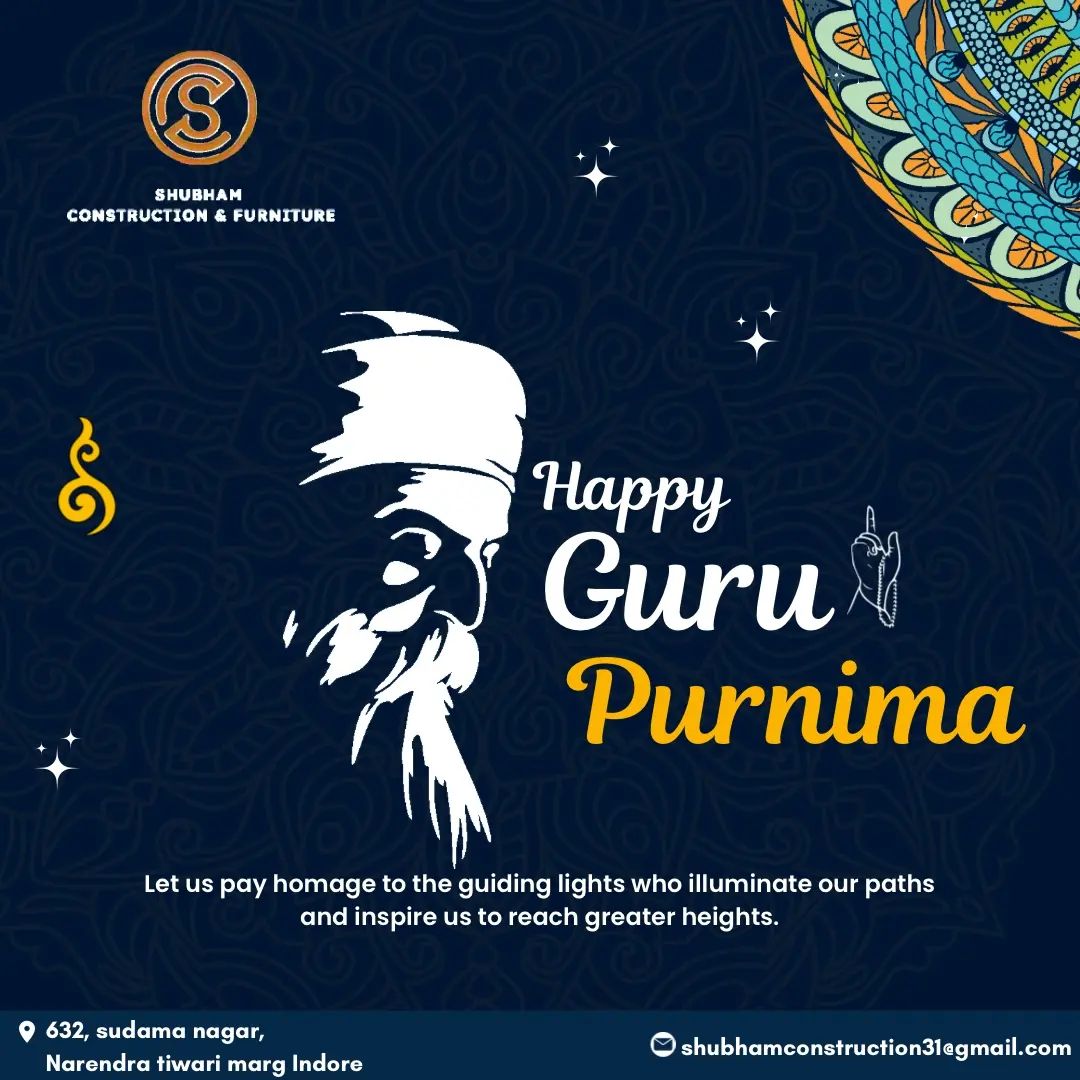 SHUBHAM
CONSTRUCTION & FURNITURE
Happy
Guru
Purnima
Let us pay homage to the guiding lights who illuminate our paths
and inspire us to reach greater heights.
632, sudama nagar,
Narendra tiwari marg Indore
shubhamconstruction31@gmail.com